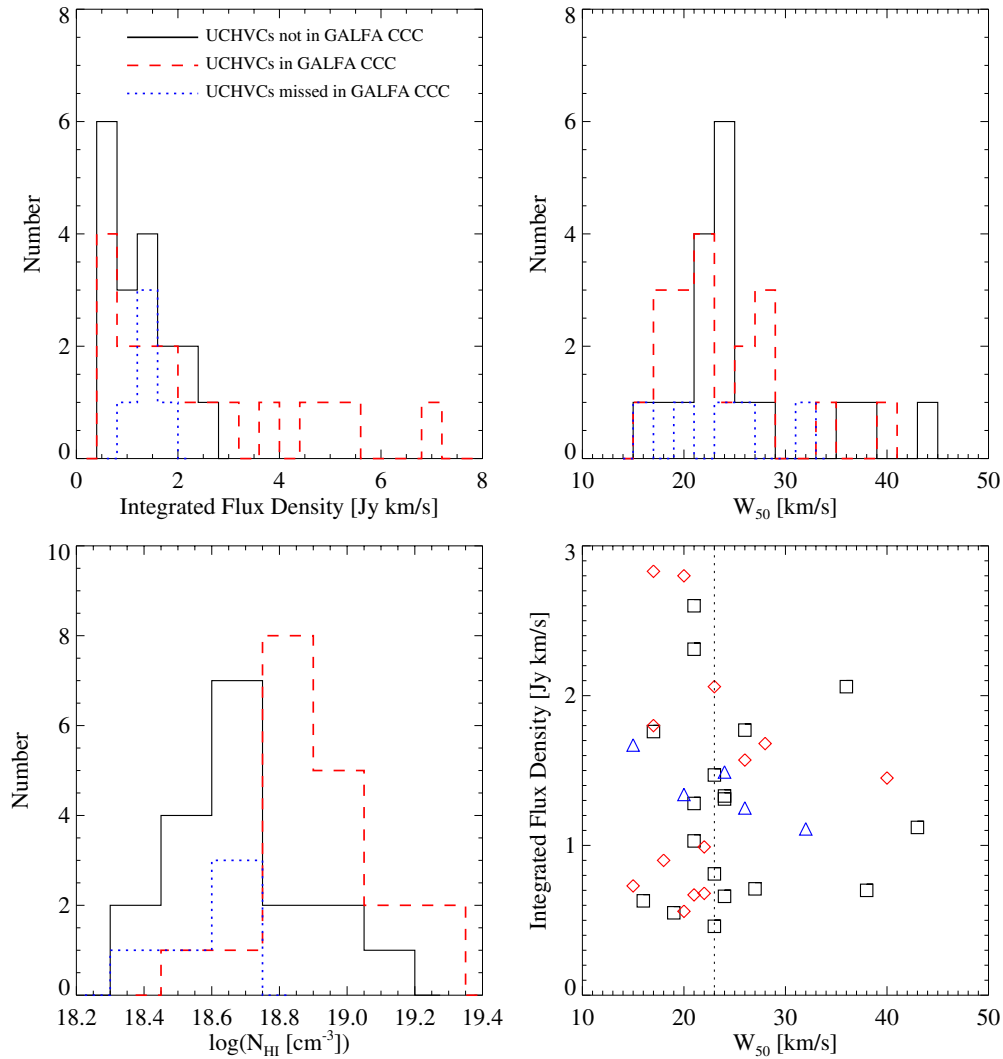 8
6
4
2
0
Number
UCHVCs not in GALFA CCC
UCHVCs in GALFA CCC
UCHVCs missed in GALFA CCC
0 2 4 6 8
Integrated Flux Density [Jy km/s]
8
6
4
2
0
Number
10 20 30 40 50
W₅₀ [km/s]
10
8
6
4
2
0
Number
18.2 18.4 18.6 18.7 19.0 19.2 19.4
log(N_HI [cm⁻³])
3
2
1
0
Integrated Flux Density [Jy km/s]
10 20 30 40 50
W₅₀ [km/s]